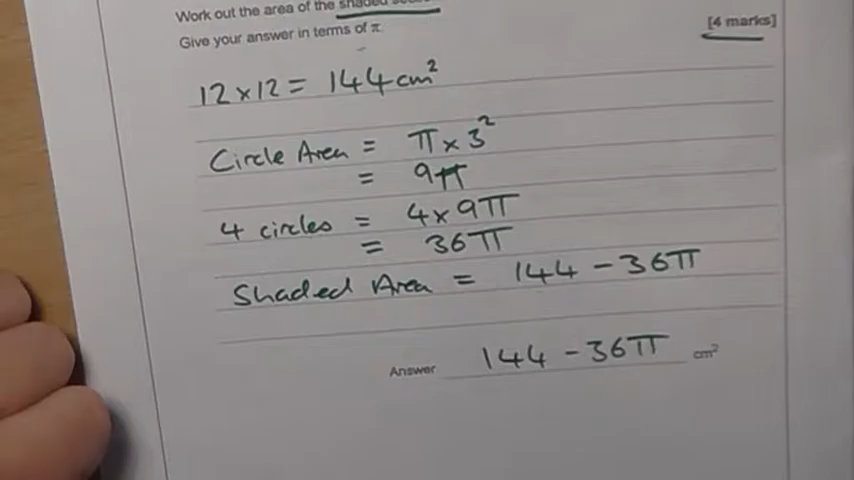 Work out the area of the shaded
Give your answer in terms of π
[4 marks]
12 × 12 = 144 cm²
Circle Area = π × 3²
= 9π
4 circles = 4 × 9π
= 36π
Shaded Area = 144 - 36π
Answer 144 - 36π cm²